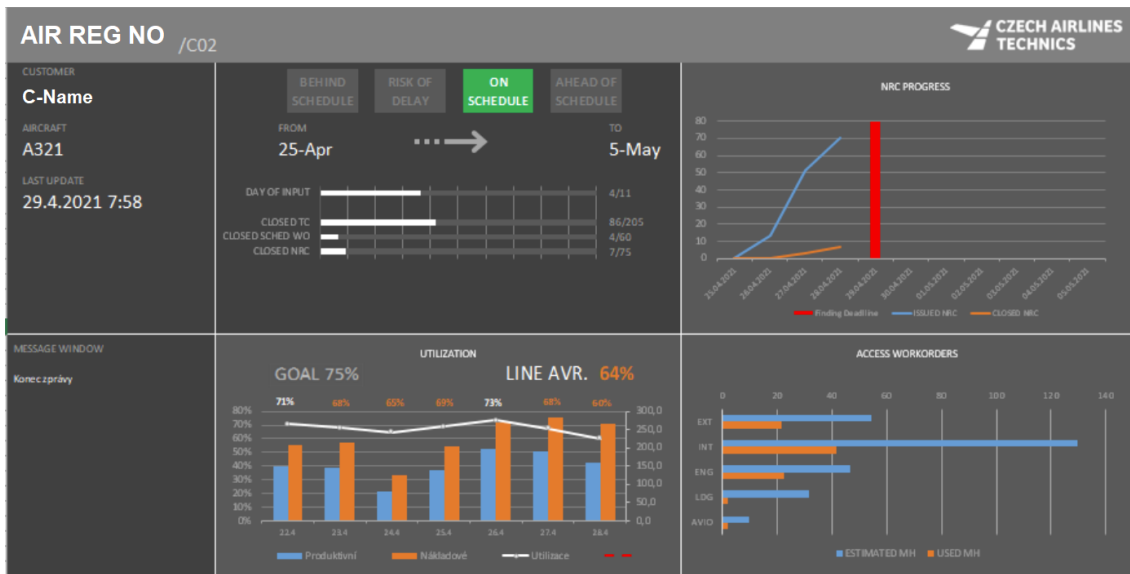 AIR REG NO /C02
CZECH AIRLINES
TECHNICS
CUSTOMER
C-Name
AIRCRAFT
A321
LAST UPDATE
29.4.2021 7:58
BEHIND SCHEDULE
RISK OF DELAY
ON SCHEDULE
AHEAD OF SCHEDULE
FROM
25-Apr
TO
5-May
DAY OF INPUT 4/11
CLOSED TC 86/205
CLOSED SCHED WO 4/60
CLOSED NRC 7/75
NRC PROGRESS
80
70
60
50
40
30
20
10
0
25.04.2021 26.04.2021 27.04.2021 28.04.2021 29.04.2021 30.04.2021 01.05.2021 02.05.2021 03.05.2021 04.05.2021 05.05.2021
Finding Deadline ISSUED NRC CLOSED NRC
MESSAGE WINDOW
Konec zprávy
UTILIZATION
GOAL 75% LINE AVR. 64%
71% 68% 65% 69% 73% 68% 60%
80%
70%
60%
50%
40%
30%
20%
10%
0%
300,0
250,0
200,0
150,0
100,0
50,0
0,0
22.4 23.4 24.4 25.4 26.4 27.4 28.4
Produktivní Nákladové Utilizace
ACCESS WORKORDERS
0 20 40 60 80 100 120 140
EXT
INT
ENG
LDG
AVIO
ESTIMATED MH USED MH